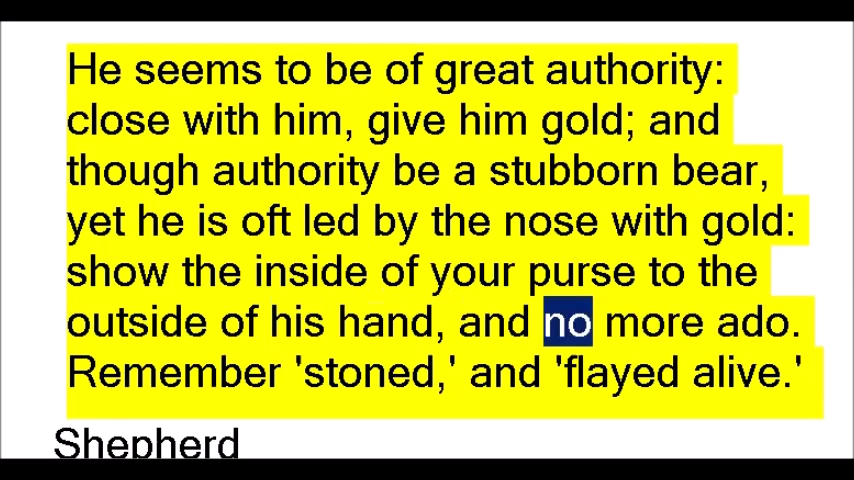 He seems to be of great authority:
close with him, give him gold; and
though authority be a stubborn bear,
yet he is oft led by the nose with gold:
show the inside of your purse to the
outside of his hand, and no more ado.
Remember 'stoned,' and 'flayed alive.'
Shepherd